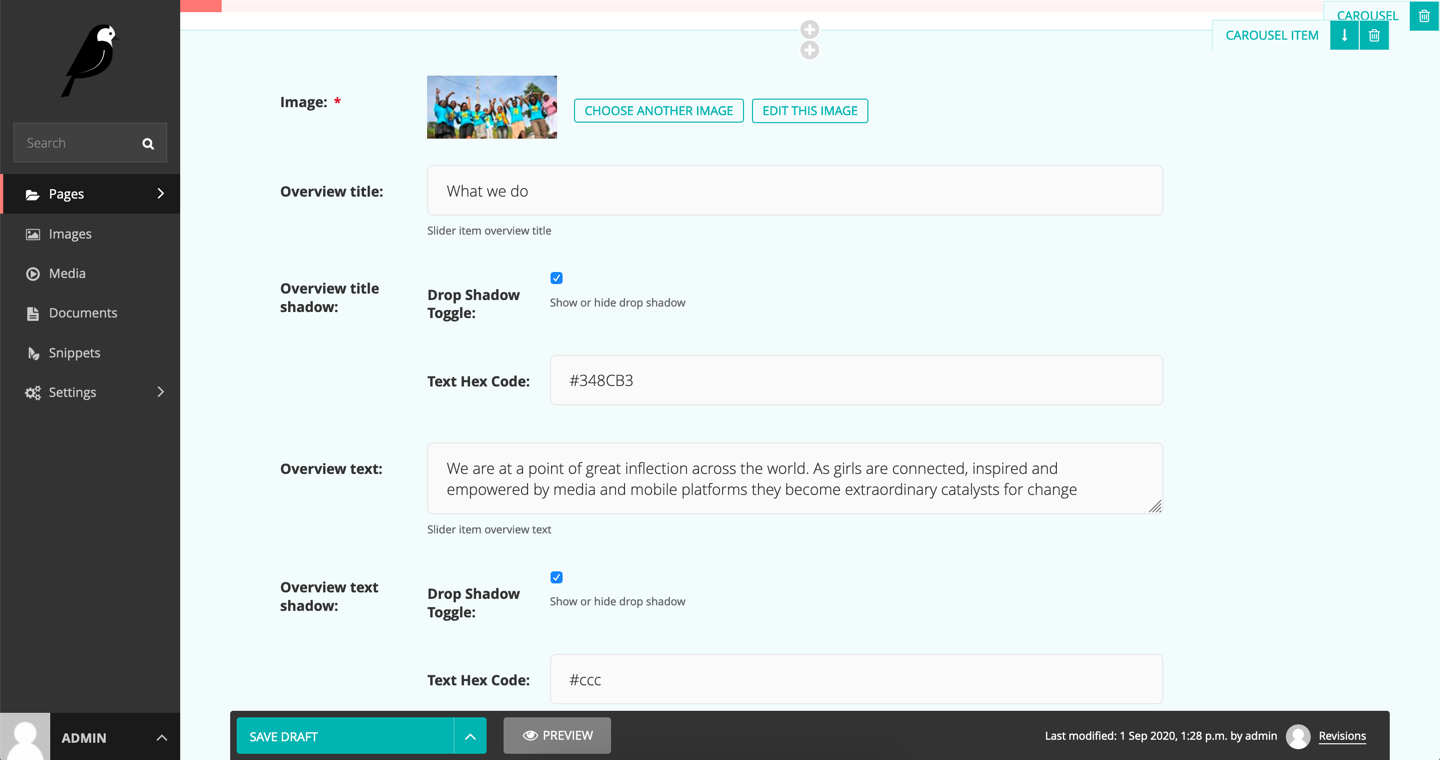 CAROUSEL
CAROUSEL ITEM
Search
Pages
Images
Media
Documents
Snippets
Settings
ADMIN
Image: *
CHOOSE ANOTHER IMAGE
EDIT THIS IMAGE
Overview title:
What we do
Slider item overview title
Overview title
shadow:
Drop Shadow
Toggle:
Show or hide drop shadow
Text Hex Code:
#348CB3
Overview text:
We are at a point of great inflection across the world. As girls are connected, inspired and
empowered by media and mobile platforms they become extraordinary catalysts for change
Slider item overview text
Overview text
shadow:
Drop Shadow
Toggle:
Show or hide drop shadow
Text Hex Code:
#ccc
SAVE DRAFT
PREVIEW
Last modified: 1 Sep 2020, 1:28 p.m. by admin
Revisions